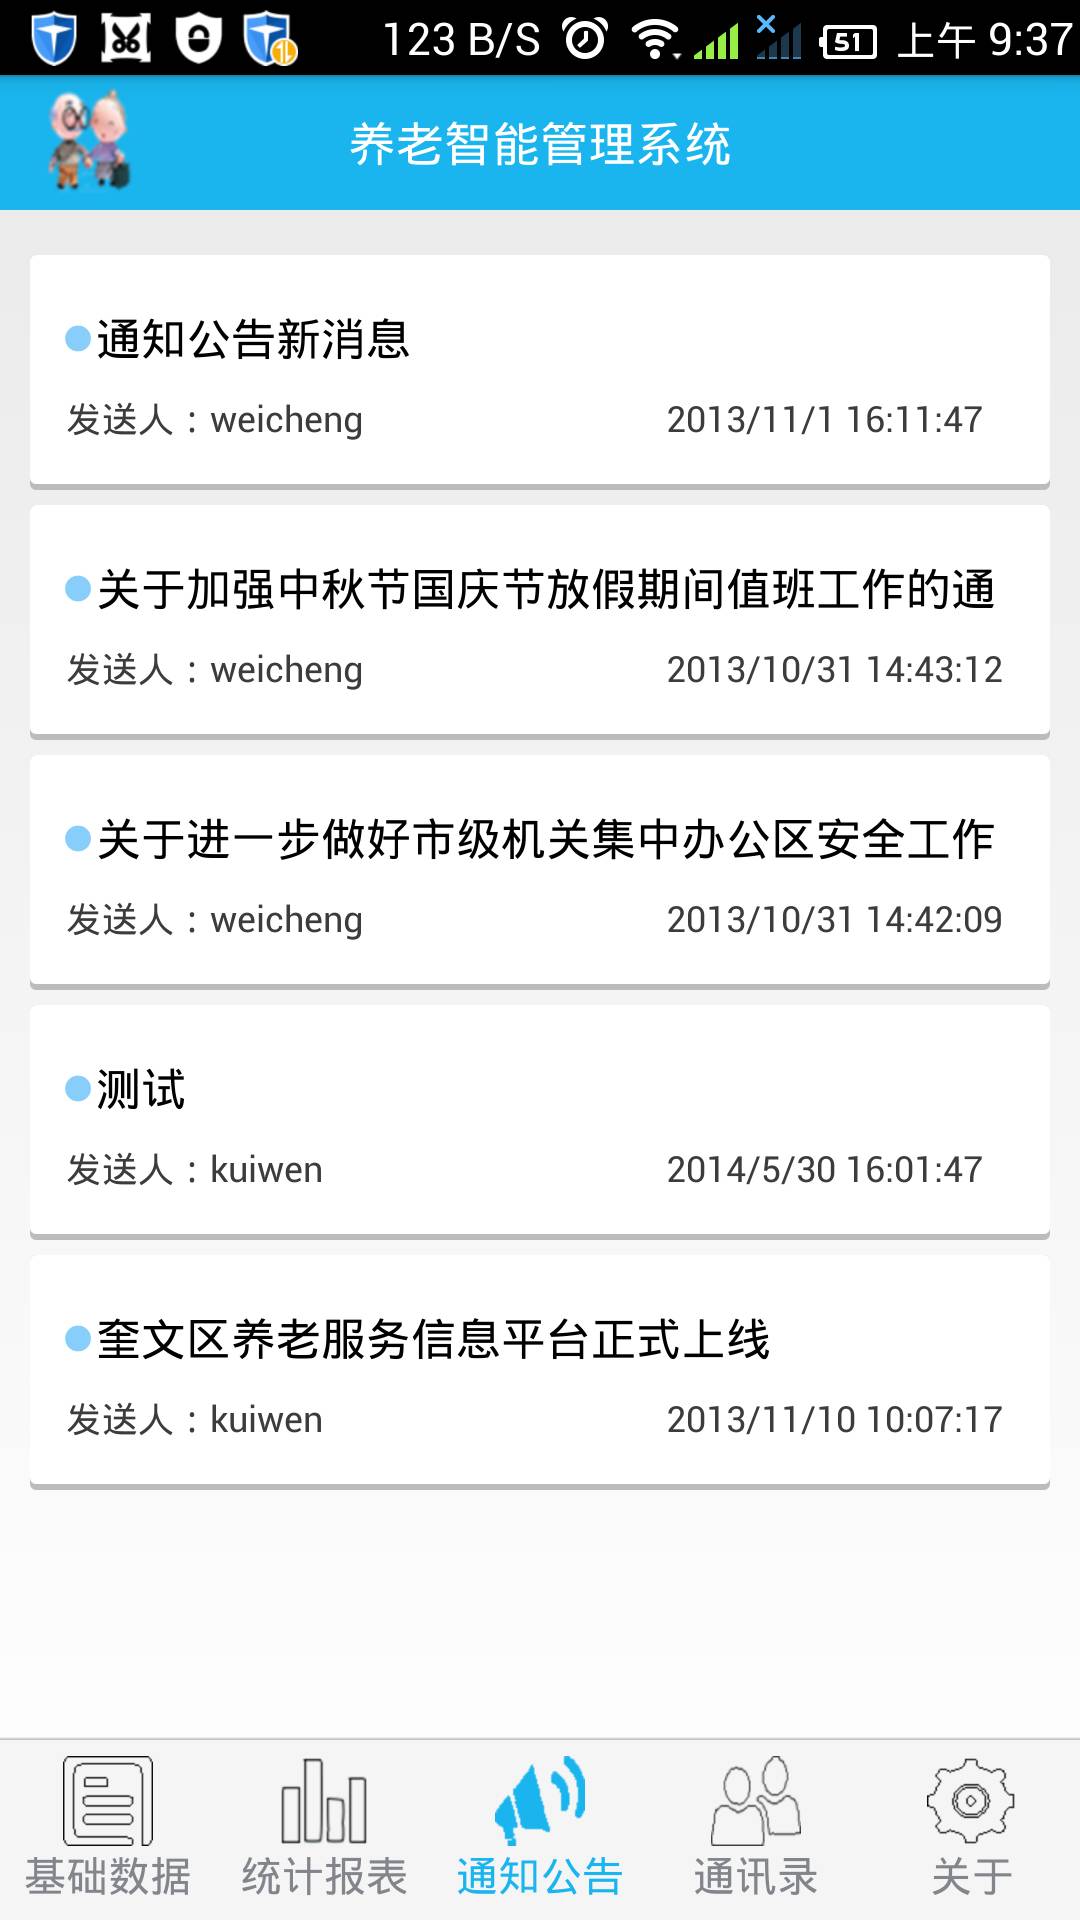 123 B/S 51 上午 9:37
养老智能管理系统
通知公告新消息
发送人：weicheng 2013/11/1 16:11:47
关于加强中秋节国庆节放假期间值班工作的通
发送人：weicheng 2013/10/31 14:43:12
关于进一步做好市级机关集中办公区安全工作
发送人：weicheng 2013/10/31 14:42:09
测试
发送人：kuiwen 2014/5/30 16:01:47
奎文区养老服务信息平台正式上线
发送人：kuiwen 2013/11/10 10:07:17
基础数据 统计报表 通知公告 通讯录 关于